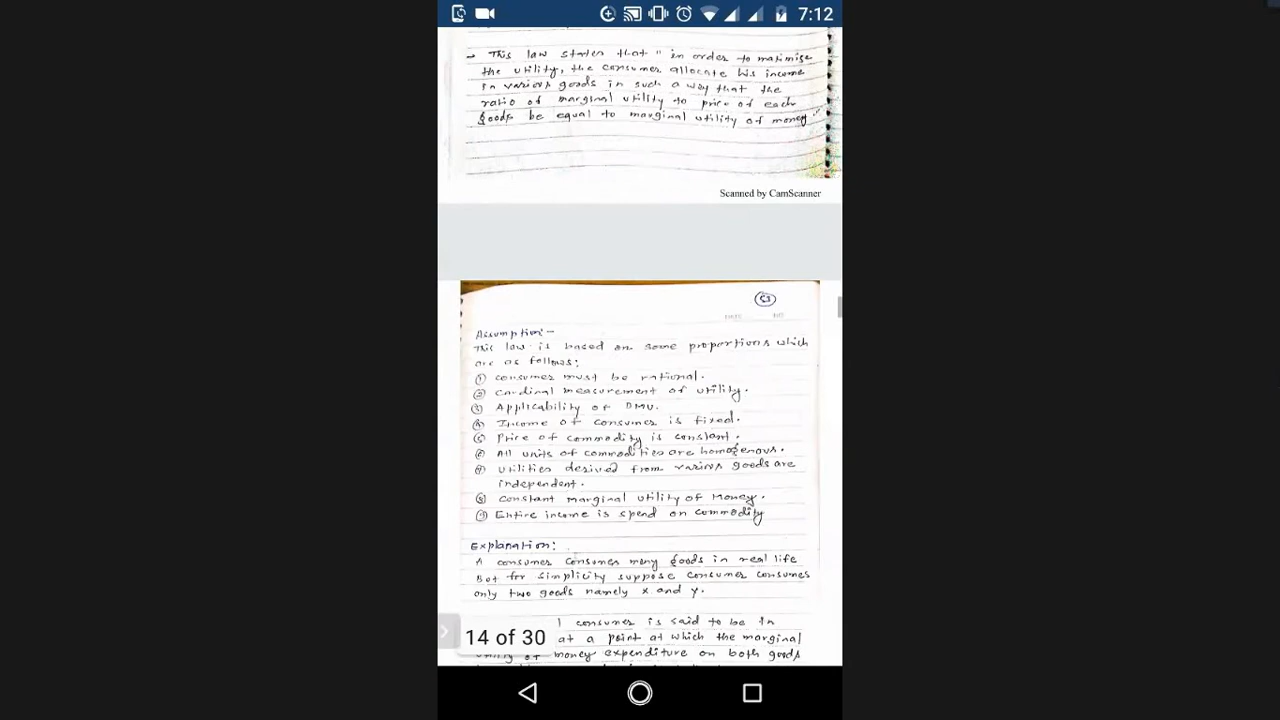 7:12
→ This law states that "in order to maximise
the utility, the consumer allocate his income
in various goods in such a way that the
ratio of marginal utility to price of each
goods be equal to marginal utility of money"
Scanned by CamScanner
53
Assumption:-
This law is based on some proportions which
are as follows:
① consumer must be rational.
② Cardinal measurement of utility.
③ Applicability of DMU.
④ Income of consumer is fixed.
⑤ Price of commodity is constant.
⑥ All units of commodities are homogenous.
⑦ Utilities derived from various goods are
independent.
⑧ Constant marginal utility of Money.
⑨ Entire income is spend on commodity
Explanation:
A consumer consumes many goods in real life
But for simplicity suppose consumer consumes
only two goods namely x and y.
consumer is said to be in
14 of 30
at a point at which the marginal
utility of money expenditure on both goods